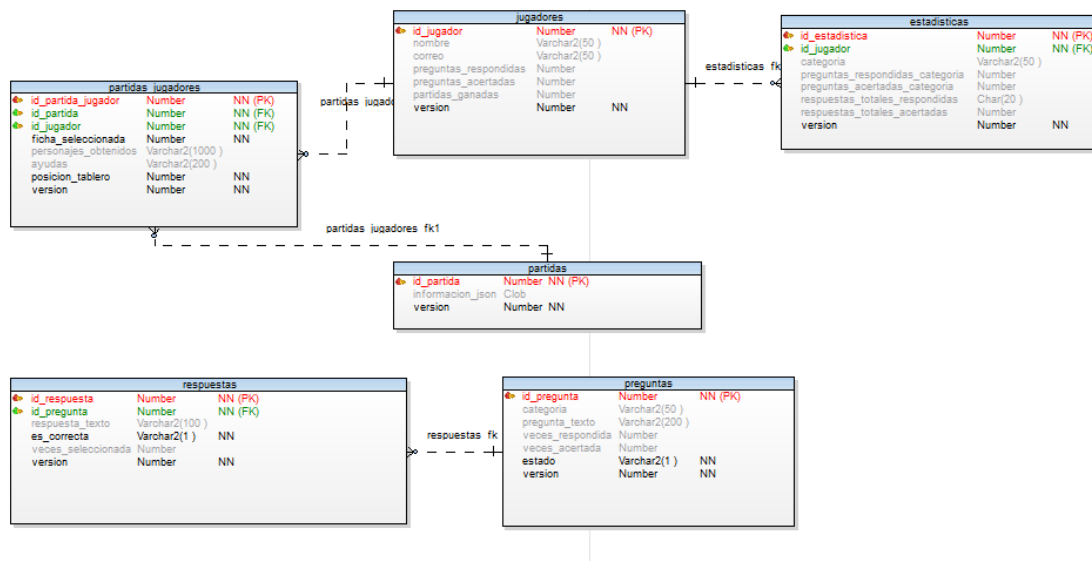 jugadores
id_jugador Number NN (PK)
nombre Varchar2(50 )
correo Varchar2(50 )
preguntas_respondidas Number
preguntas_acertadas Number
partidas_ganadas Number
version Number NN
estadisticas
id_estadistica Number NN (PK)
id_jugador Number NN (FK)
categoria Varchar2(50 )
preguntas_respondidas_categoria Number
preguntas_acertadas_categoria Number
respuestas_totales_respondidas Char(20 )
respuestas_totales_acertadas Number
version Number NN
estadisticas_fk
partidas_jugadores
id_partida_jugador Number NN (PK)
id_partida Number NN (FK)
id_jugador Number NN (FK)
ficha_seleccionada Number NN
personajes_obtenidos Varchar2(1000 )
ayudas Varchar2(200 )
posicion_tablero Number NN
version Number NN
partidas_jugado
partidas_jugadores_fk1
partidas
id_partida Number NN (PK)
informacion_json Clob
version Number NN
respuestas
id_respuesta Number NN (PK)
id_pregunta Number NN (FK)
respuesta_texto Varchar2(100 )
es_correcta Varchar2(1 ) NN
veces_seleccionada Number
version Number NN
respuestas_fk
preguntas
id_pregunta Number NN (PK)
categoria Varchar2(50 )
pregunta_texto Varchar2(200 )
veces_respondida Number
veces_acertada Number
estado Varchar2(1 ) NN
version Number NN